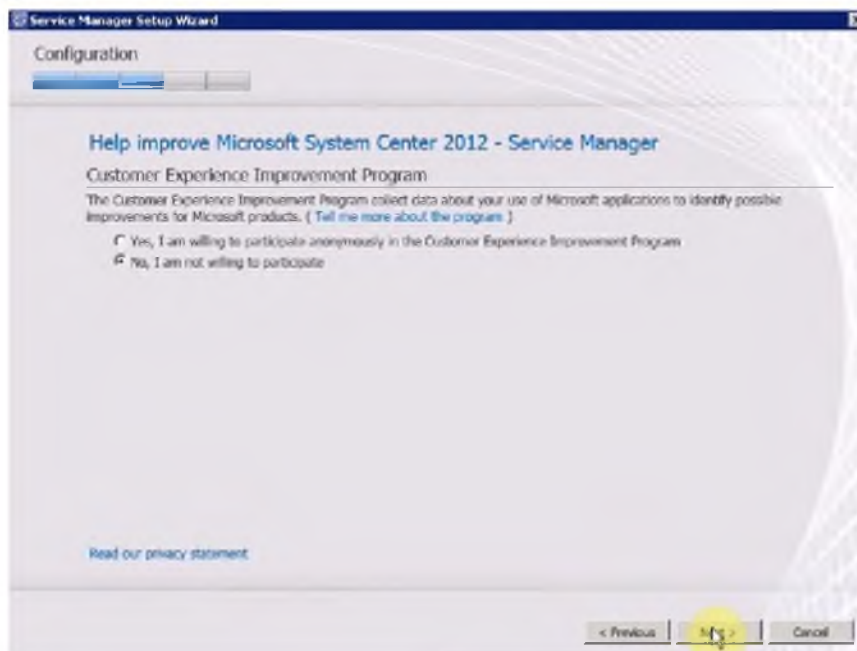 Service Manager Setup Wizard
Configuration
Help improve Microsoft System Center 2012 - Service Manager
Customer Experience Improvement Program
The Customer Experience Improvement Program collect data about your use of Microsoft applications to identify possible
improvements for Microsoft products. ( Tell me more about the program )
Yes, I am willing to participate anonymously in the Customer Experience Improvement Program
No, I am not willing to participate
Read our privacy statement
< Previous Next > Cancel